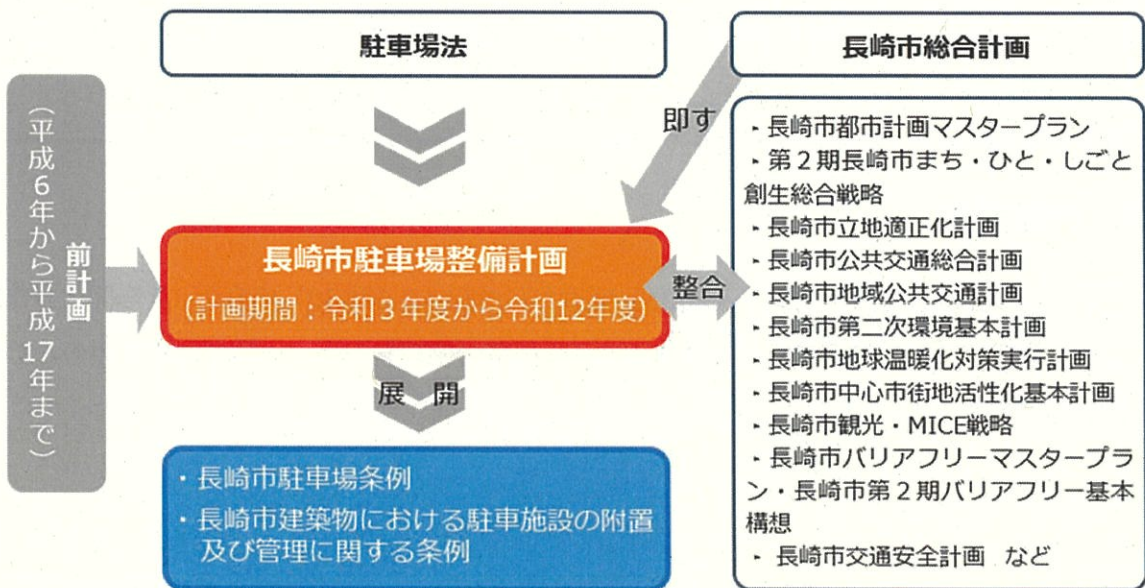 駐車場法
長崎市総合計画
前計画
（平成6年から平成17年まで）
即す
長崎市駐車場整備計画
（計画期間：令和３年度から令和12年度）
整合
展　開
・長崎市駐車場条例
・長崎市建築物における駐車施設の附置
及び管理に関する条例
・長崎市都市計画マスタープラン
・第２期長崎市まち・ひと・しごと
創生総合戦略
・長崎市立地適正化計画
・長崎市公共交通総合計画
・長崎市地域公共交通計画
・長崎市第二次環境基本計画
・長崎市地球温暖化対策実行計画
・長崎市中心市街地活性化基本計画
・長崎市観光・MICE戦略
・長崎市バリアフリーマスタープラ
ン・長崎市第２期バリアフリー基本
構想
・長崎市交通安全計画　など